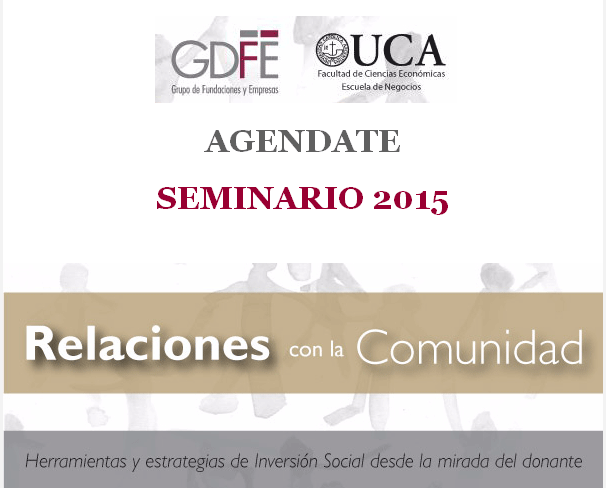 GDFE
Grupo de Fundaciones y Empresas
UCA
Facultad de Ciencias Económicas
Escuela de Negocios
AGENDATE
SEMINARIO 2015
Relaciones con la Comunidad
Herramientas y estrategias de Inversión Social desde la mirada del donante